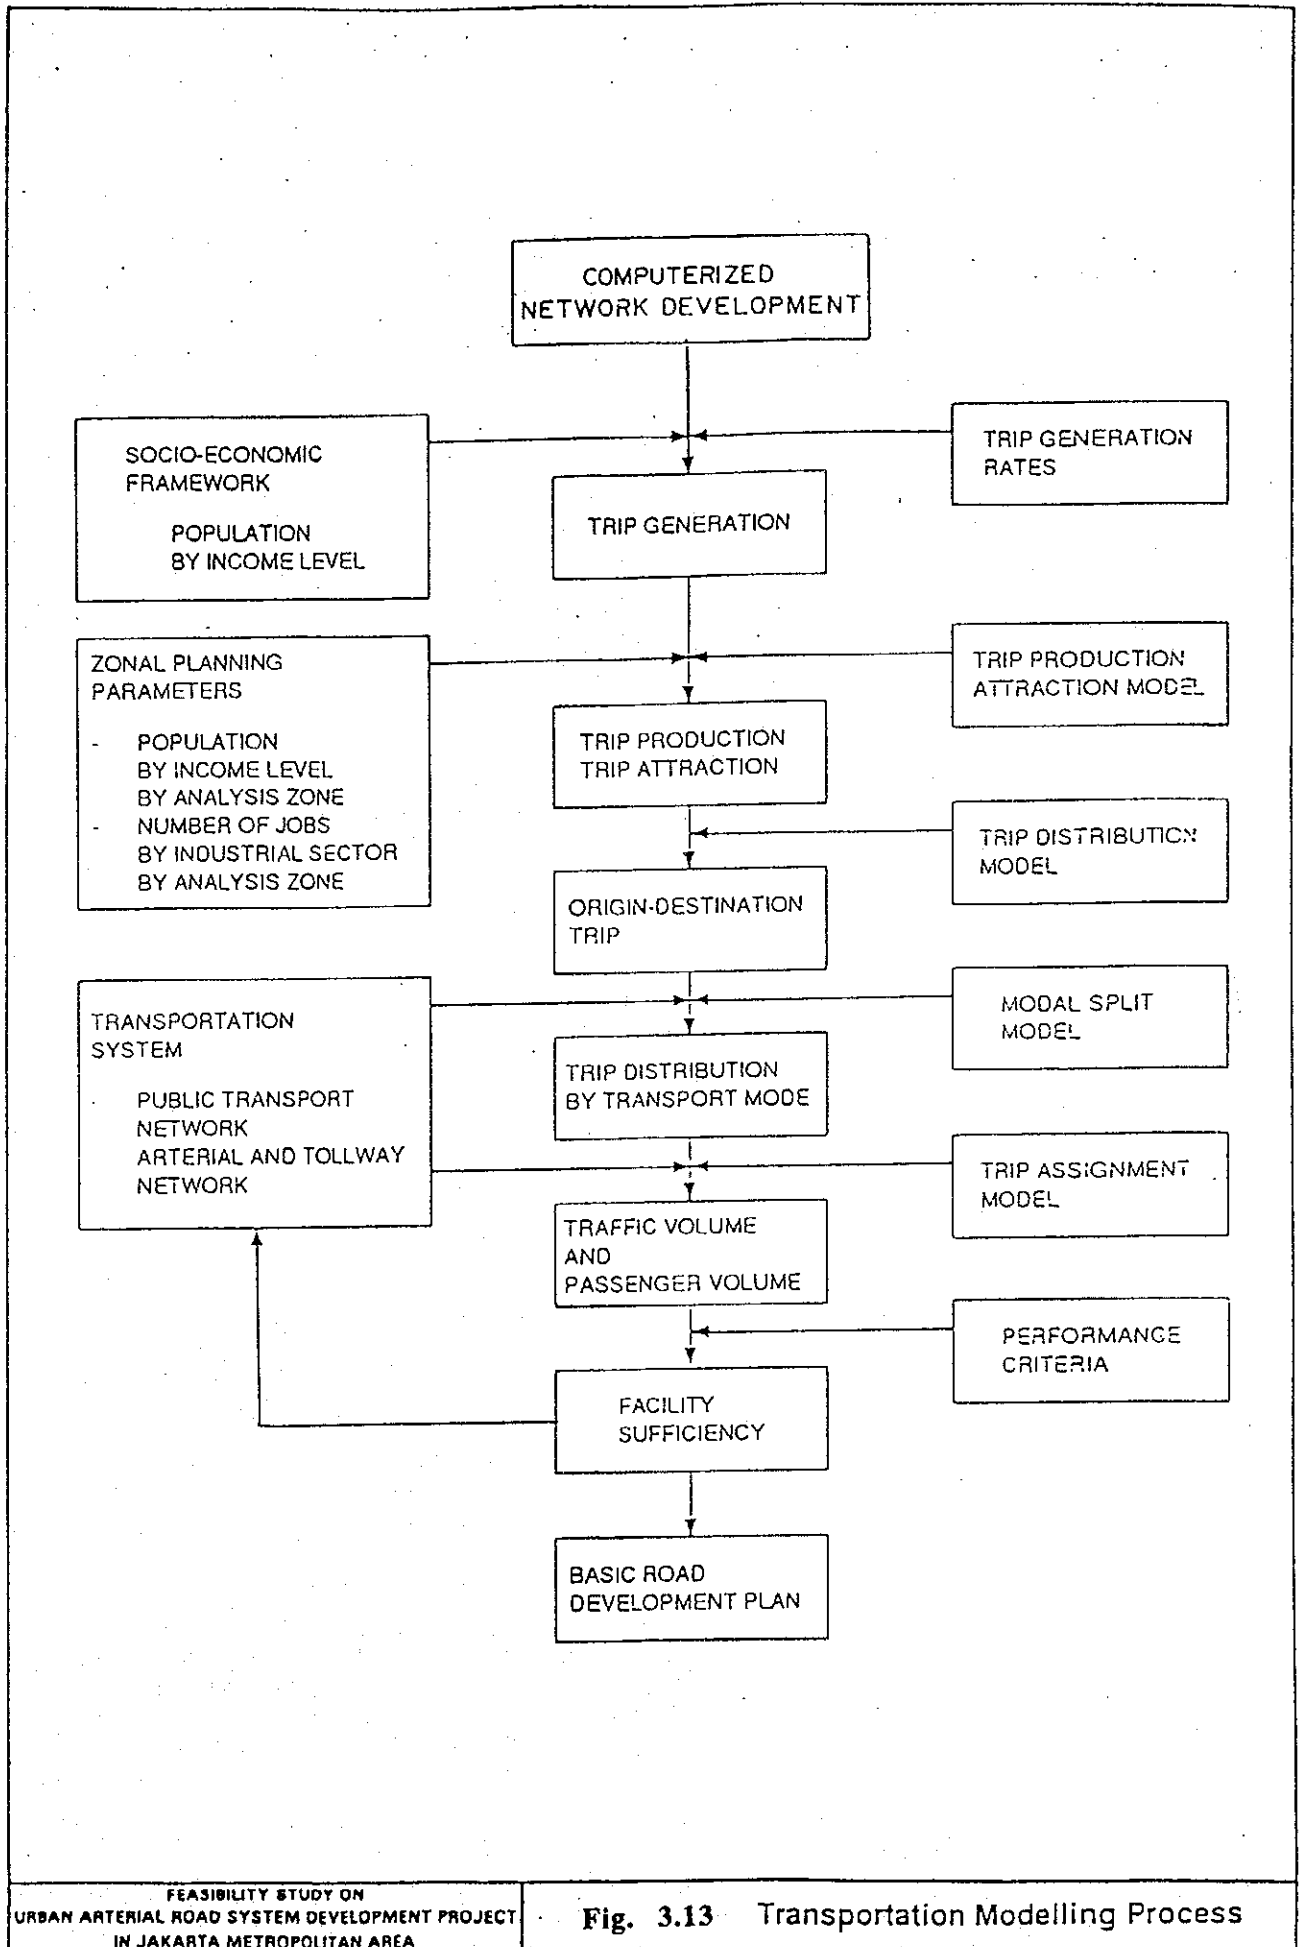 COMPUTERIZED
NETWORK DEVELOPMENT
SOCIO-ECONOMIC
FRAMEWORK
POPULATION
BY INCOME LEVEL
TRIP GENERATION
RATES
TRIP GENERATION
ZONAL PLANNING
PARAMETERS
- POPULATION
BY INCOME LEVEL
BY ANALYSIS ZONE
- NUMBER OF JOBS
BY INDUSTRIAL SECTOR
BY ANALYSIS ZONE
TRIP PRODUCTION
ATTRACTION MODEL
TRIP PRODUCTION
TRIP ATTRACTION
TRIP DISTRIBUTION
MODEL
ORIGIN-DESTINATION
TRIP
TRANSPORTATION
SYSTEM
- PUBLIC TRANSPORT
NETWORK
ARTERIAL AND TOLLWAY
NETWORK
MODAL SPLIT
MODEL
TRIP DISTRIBUTION
BY TRANSPORT MODE
TRIP ASSIGNMENT
MODEL
TRAFFIC VOLUME
AND
PASSENGER VOLUME
PERFORMANCE
CRITERIA
FACILITY
SUFFICIENCY
BASIC ROAD
DEVELOPMENT PLAN
FEASIBILITY STUDY ON
URBAN ARTERIAL ROAD SYSTEM DEVELOPMENT PROJECT
IN JAKARTA METROPOLITAN AREA
Fig. 3.13 Transportation Modelling Process